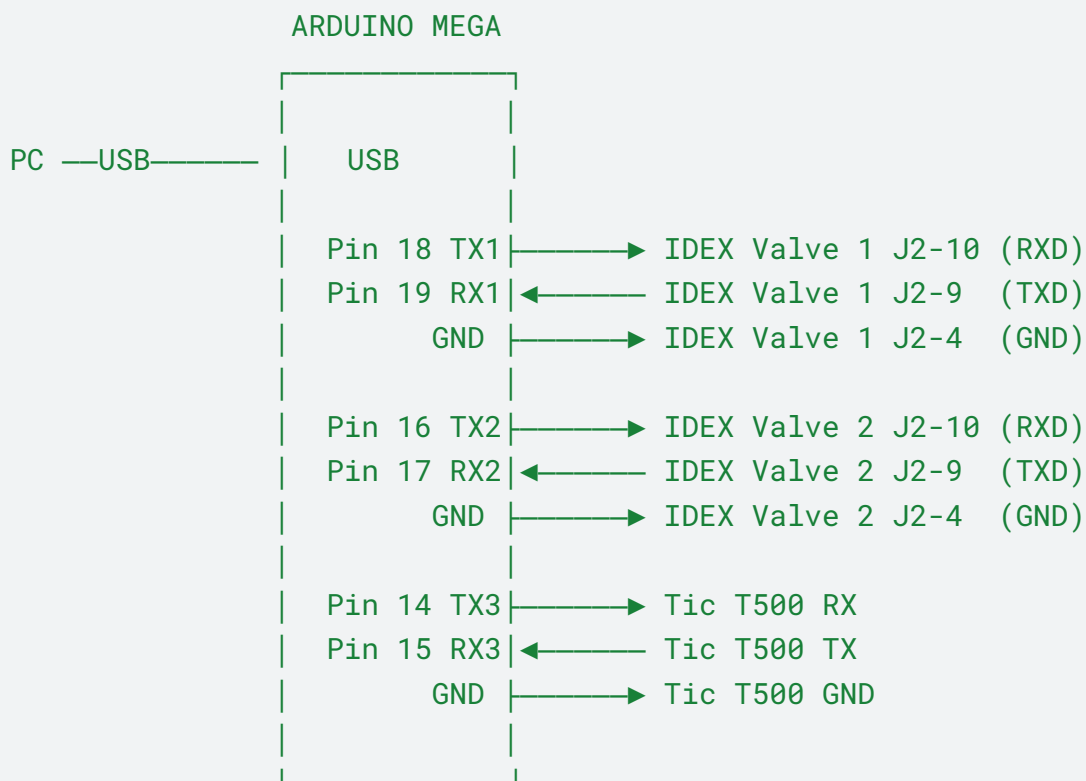 ARDUINO MEGA
PC USB USB
Pin 18 TX1 IDEX Valve 1 J2-10 (RXD)
Pin 19 RX1 IDEX Valve 1 J2-9 (TXD)
GND IDEX Valve 1 J2-4 (GND)
Pin 16 TX2 IDEX Valve 2 J2-10 (RXD)
Pin 17 RX2 IDEX Valve 2 J2-9 (TXD)
GND IDEX Valve 2 J2-4 (GND)
Pin 14 TX3 Tic T500 RX
Pin 15 RX3 Tic T500 TX
GND Tic T500 GND